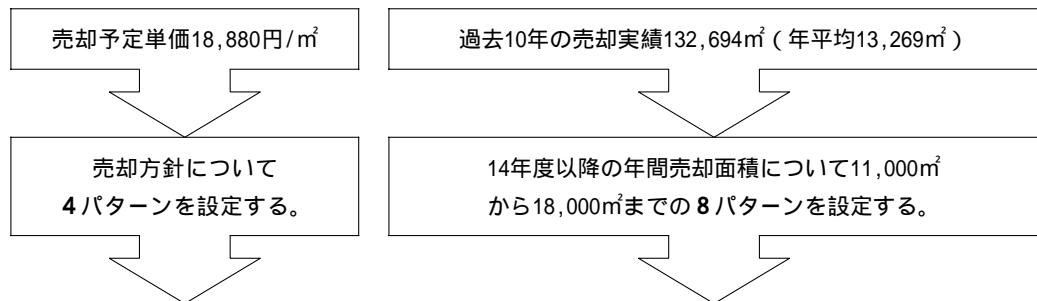 売却予定単価18,880円/㎡
過去10年の売却実績132,694㎡(年平均13,269㎡)
売却方針について
4パターンを設定する。
14年度以降の年間売却面積について11,000㎡
から18,000㎡までの8パターンを設定する。